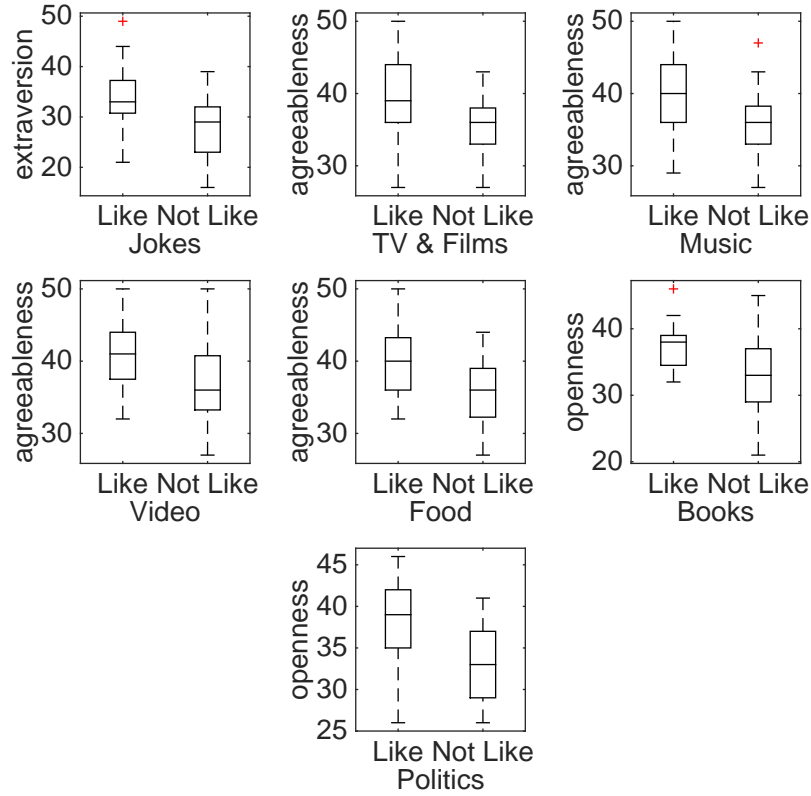 extraversion
50
40
30
20
Like Not Like
Jokes
agreeableness
50
40
30
Like Not Like
TV & Films
agreeableness
50
40
30
Like Not Like
Music
agreeableness
50
40
30
Like Not Like
Video
agreeableness
50
40
30
Like Not Like
Food
openness
40
30
20
Like Not Like
Books
openness
45
40
35
30
25
Like Not Like
Politics